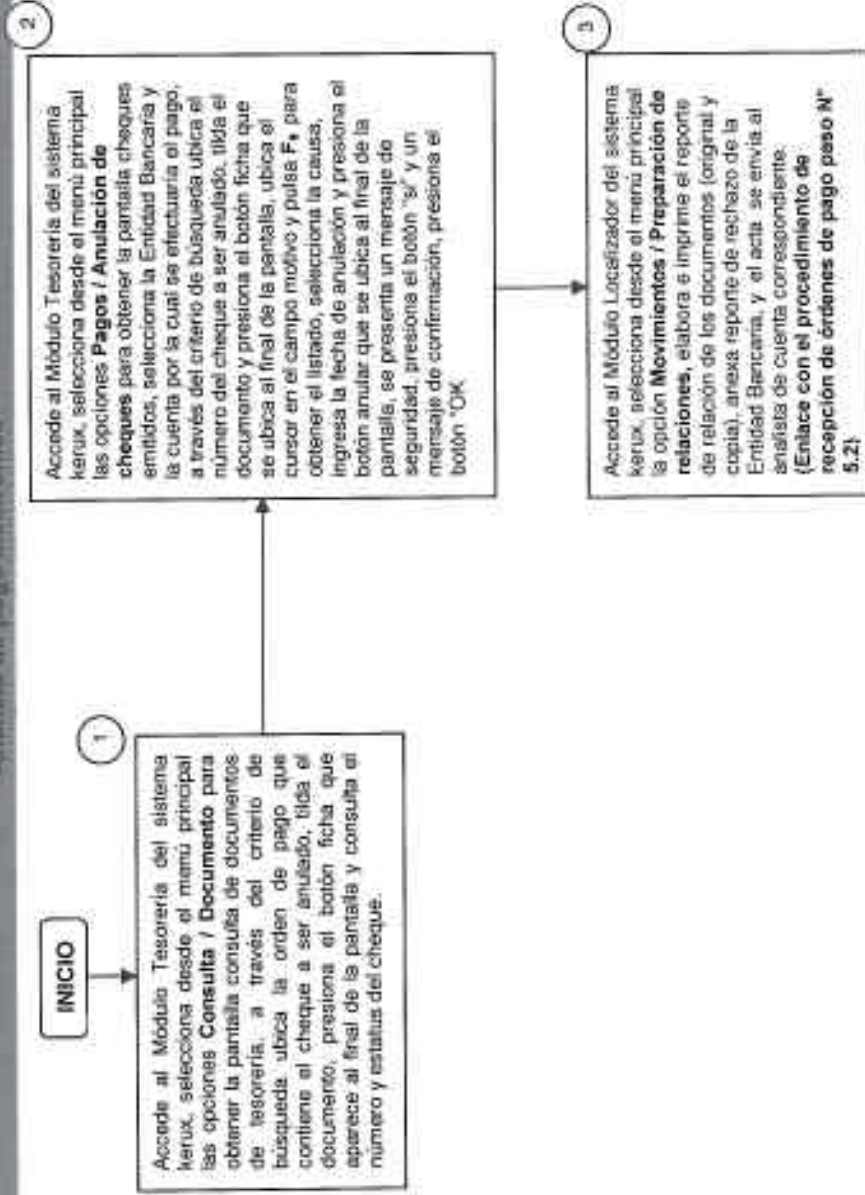 INICIO
1
Accede al Módulo Tesorería del sistema
kerux, selecciona desde el menú principal
las opciones Consulta / Documento para
obtener la pantalla consulta de documentos
de tesorería, a través del criterio de
búsqueda ubica la orden de pago que
contiene el cheque a ser anulado, tilda el
documento, presiona el botón ficha que
aparece al final de la pantalla y consulta el
número y estatus del cheque.
2
Accede al Módulo Tesorería del sistema
kerux, selecciona desde el menú principal
las opciones Pagos / Anulación de
cheques para obtener la pantalla cheques
emitidos, selecciona la Entidad Bancaria y
la cuenta por la cual se efectuaría el pago,
a través del criterio de búsqueda ubica el
número del cheque a ser anulado, tilda el
documento y presiona el botón ficha que
se ubica al final de la pantalla, ubica el
cursor en el campo motivo y pulsa F9 para
obtener el listado, selecciona la causa,
ingresa la fecha de anulación y presiona el
botón anular que se ubica al final de la
pantalla, se presenta un mensaje de
seguridad, presiona el botón "si" y un
mensaje de confirmación, presiona el
botón "OK
3
Accede al Módulo Localizador del sistema
kerux, selecciona desde el menú principal
la opción Movimientos / Preparación de
relaciones, elabora e imprime el reporte
de relación de los documentos (original y
copia), anexa reporte de rechazo de la
Entidad Bancaria, y el acta se envía al
analista de cuenta correspondiente.
(Enlace con el procedimiento de
recepción de órdenes de pago paso N°
5.2)